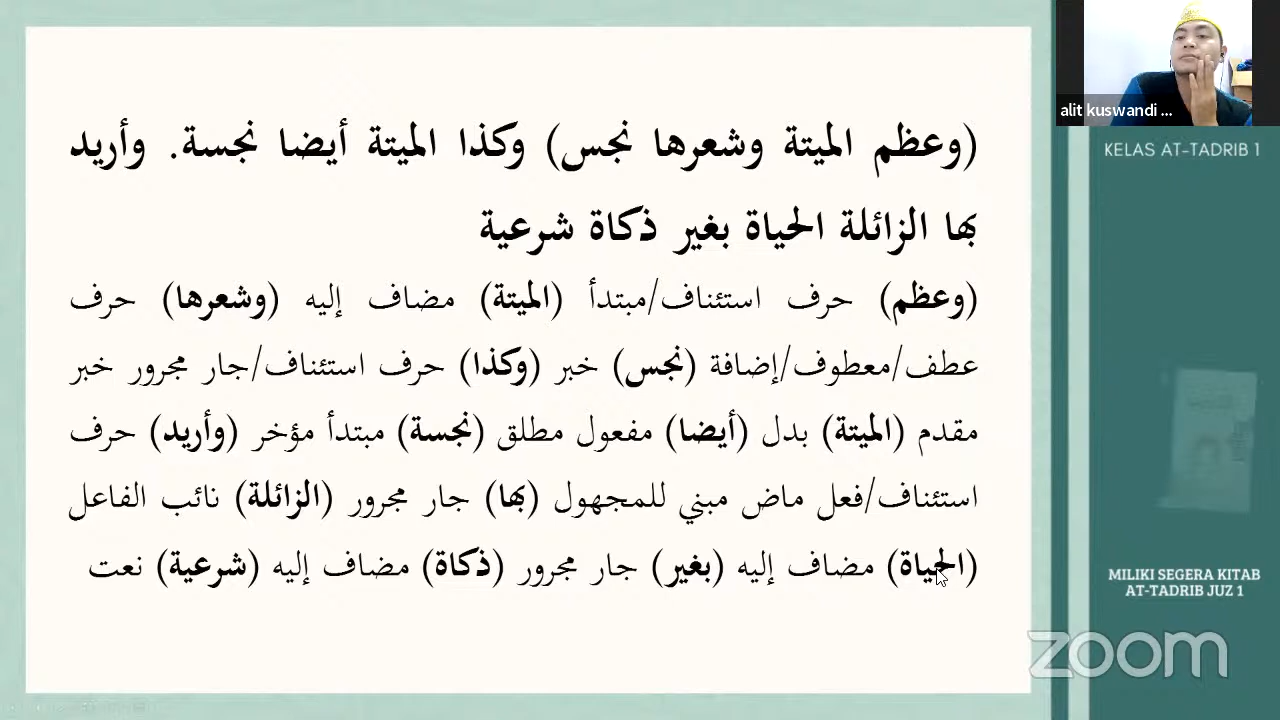 (وعظم الميتة وشعرها نجس) وكذا الميتة أيضا نجسة. وأريد
بها الزائلة الحياة بغير ذكاة شرعية
(وعظم) حرف استئناف/مبتدأ (الميتة) مضاف إليه (وشعرها) حرف
عطف/معطوف/إضافة (نجس) خبر (وكذا) حرف استئناف/جار مجرور خبر
مقدم (الميتة) بدل (أيضا) مفعول مطلق (نجسة) مبتدأ مؤخر (وأريد) حرف
استئناف/فعل ماض مبني للمجهول (بها) جار مجرور (الزائلة) نائب الفاعل
(الحياة) مضاف إليه (بغير) جار مجرور (ذكاة) مضاف إليه (شرعية) نعت
alit kuswandi ...
KELAS AT-TADRIB 1
MILIKI SEGERA KITAB
AT-TADRIB JUZ 1
zoom